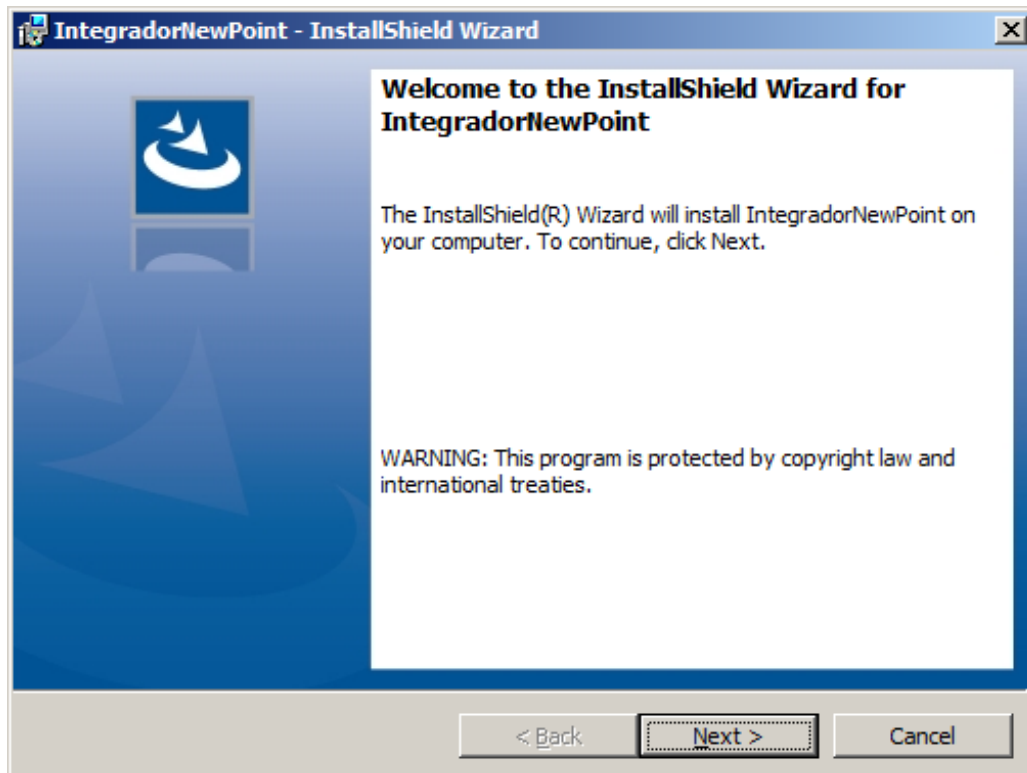 IntegradorNewPoint - InstallShield Wizard
Welcome to the InstallShield Wizard for
IntegradorNewPoint
The InstallShield(R) Wizard will install IntegradorNewPoint on
your computer. To continue, click Next.
WARNING: This program is protected by copyright law and
international treaties.
< Back Next > Cancel